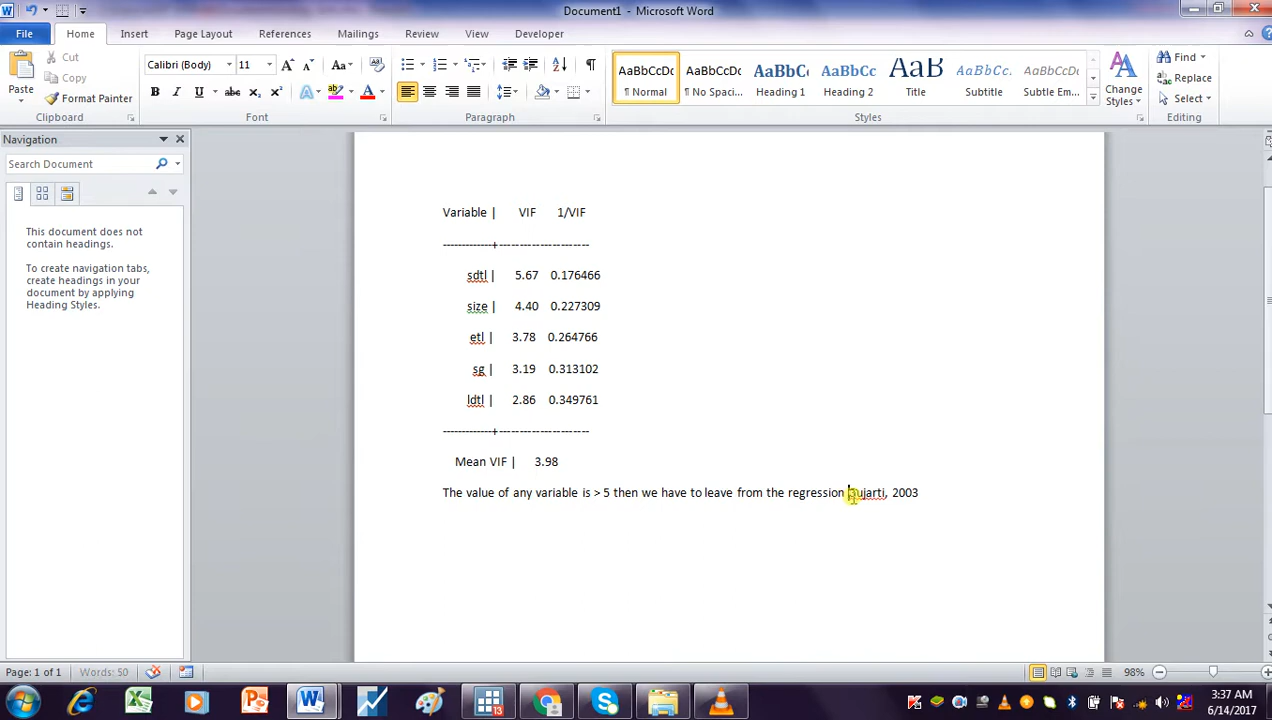 Document1 - Microsoft Word
File Home Insert Page Layout References Mailings Review View Developer
Paste
Cut
Copy
Format Painter
Clipboard
Calibri (Body) 11
Font
Paragraph
AaBbCcDc AaBbCcDc AaBbC AaBbCc AaB AaBbCc. AaBbCcDc
¶ Normal ¶ No Spaci... Heading 1 Heading 2 Title Subtitle Subtle Em...
Change Styles
Styles
Find
Replace
Select
Editing
Navigation
Search Document
This document does not
contain headings.
To create navigation tabs,
create headings in your
document by applying
Heading Styles.
Variable | VIF 1/VIF
-------------+----------------------
sdtl | 5.67 0.176466
size | 4.40 0.227309
etl | 3.78 0.264766
sg | 3.19 0.313102
ldtl | 2.86 0.349761
-------------+----------------------
Mean VIF | 3.98
The value of any variable is > 5 then we have to leave from the regression Gujarti, 2003
Page: 1 of 1 Words: 50
98%
3:37 AM
6/14/2017